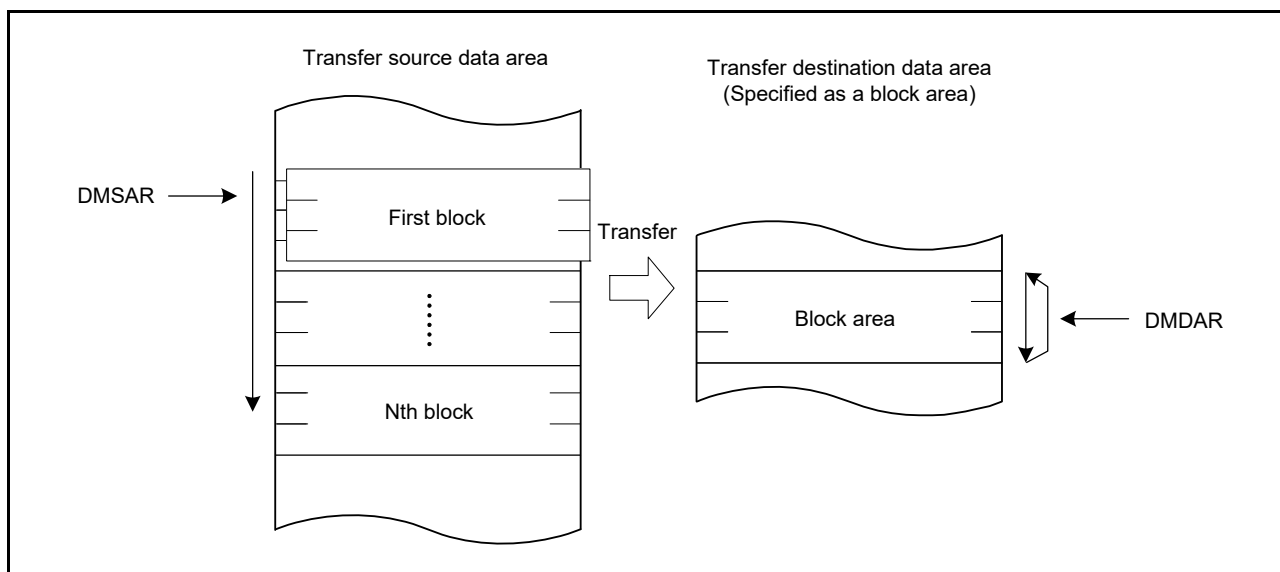 Transfer source data area
Transfer destination data area
(Specified as a block area)
DMSAR
First block
Transfer
Block area
DMDAR
Nth block